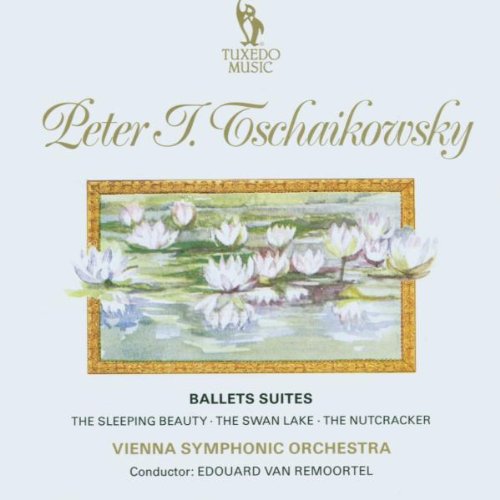 TUXEDO
MUSIC
Peter I. Tschaikowsky
BALLETS SUITES
THE SLEEPING BEAUTY · THE SWAN LAKE · THE NUTCRACKER
VIENNA SYMPHONIC ORCHESTRA
Conductor: EDOUARD VAN REMOORTEL